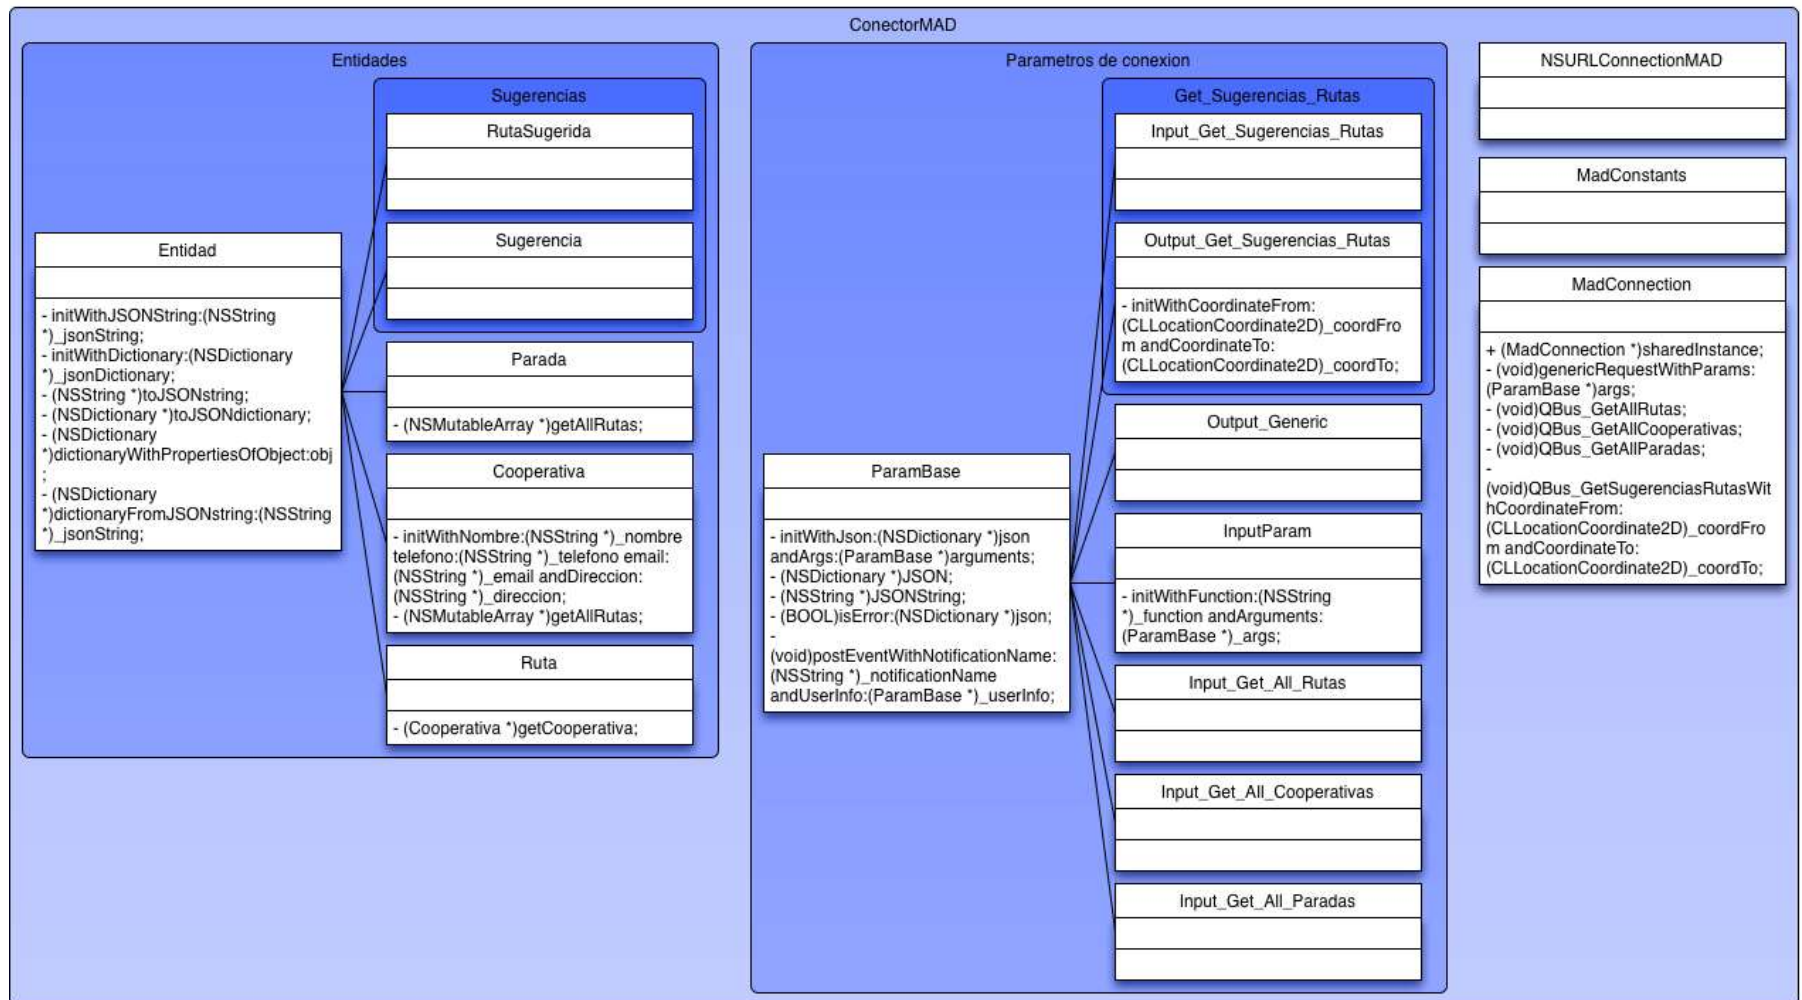 ConectorMAD
Entidades
Sugerencias
RutaSugerida
Sugerencia
Entidad
- initWithJSONString:(NSString
*)_jsonString;
- initWithDictionary:(NSDictionary
*)_jsonDictionary;
- (NSString *)toJSONstring;
- (NSDictionary *)toJSONdictionary;
- (NSDictionary
*)dictionaryWithPropertiesOfObject:obj
;
- (NSDictionary
*)dictionaryFromJSONstring:(NSString
*)_jsonString;
Parada
- (NSMutableArray *)getAllRutas;
Cooperativa
- initWithNombre:(NSString *)_nombre
telefono:(NSString *)_telefono email:
(NSString *)_email andDireccion:
(NSString *)_direccion;
- (NSMutableArray *)getAllRutas;
Ruta
- (Cooperativa *)getCooperativa;
Parametros de conexion
Get_Sugerencias_Rutas
Input_Get_Sugerencias_Rutas
Output_Get_Sugerencias_Rutas
- initWithCoordinateFrom:
(CLLocationCoordinate2D)_coordFro
m andCoordinateTo:
(CLLocationCoordinate2D)_coordTo;
Output_Generic
ParamBase
- initWithJson:(NSDictionary *)json
andArgs:(ParamBase *)arguments;
- (NSDictionary *)JSON;
- (NSString *)JSONString;
- (BOOL)isError:(NSDictionary *)json;
-
(void)postEventWithNotificationName:
(NSString *)_notificationName
andUserInfo:(ParamBase *)_userInfo;
InputParam
- initWithFunction:(NSString
*)_function andArguments:
(ParamBase *)_args;
Input_Get_All_Rutas
Input_Get_All_Cooperativas
Input_Get_All_Paradas
NSURLConnectionMAD
MadConstants
MadConnection
+ (MadConnection *)sharedInstance;
- (void)genericRequestWithParams:
(ParamBase *)args;
- (void)QBus_GetAllRutas;
- (void)QBus_GetAllCooperativas;
- (void)QBus_GetAllParadas;
-
(void)QBus_GetSugerenciasRutasWit
hCoordinateFrom:
(CLLocationCoordinate2D)_coordFro
m andCoordinateTo:
(CLLocationCoordinate2D)_coordTo;